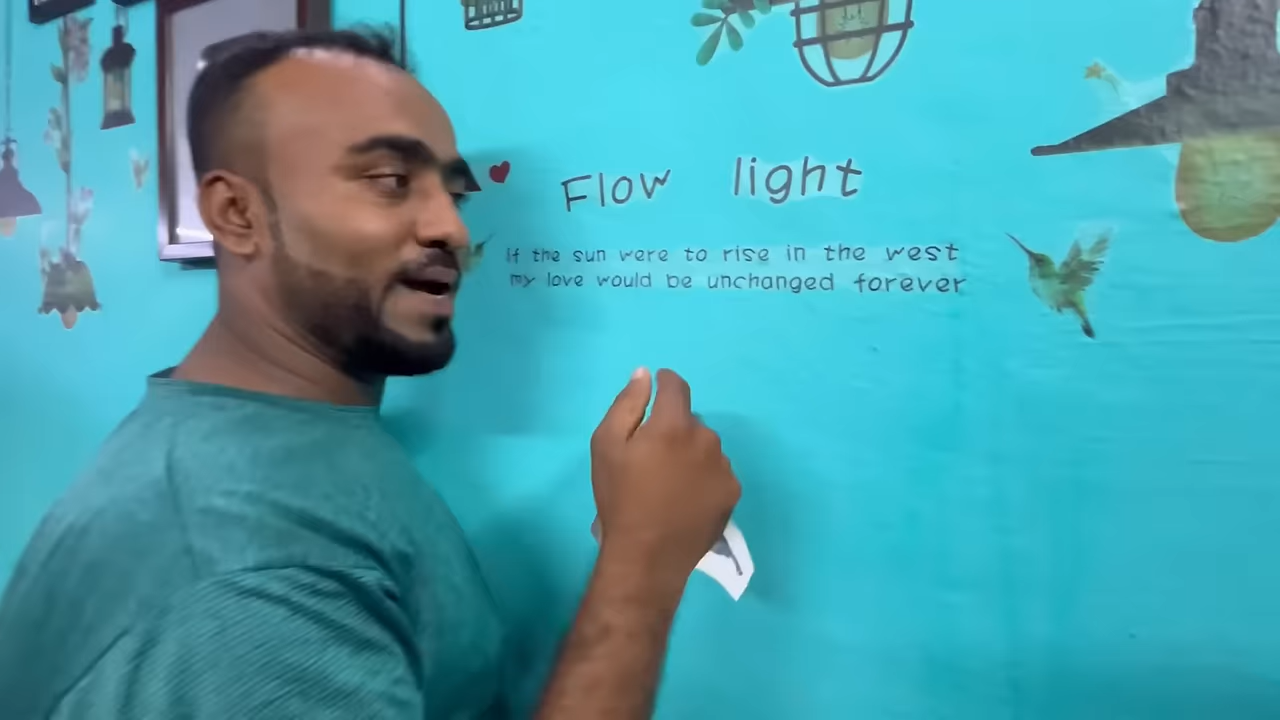 Flow light
If the sun were to rise in the west
my love would be unchanged forever